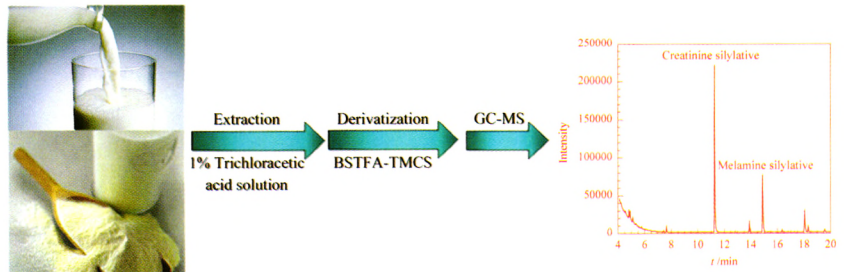 Extraction
1% Trichloracetic
acid solution
Derivatization
BSTFA-TMCS
GC-MS
250000
200000
150000
100000
50000
0
Intensity
Creatinine silylative
Melamine silylative
4 6 8 10 12 14 16 18 20
t /min